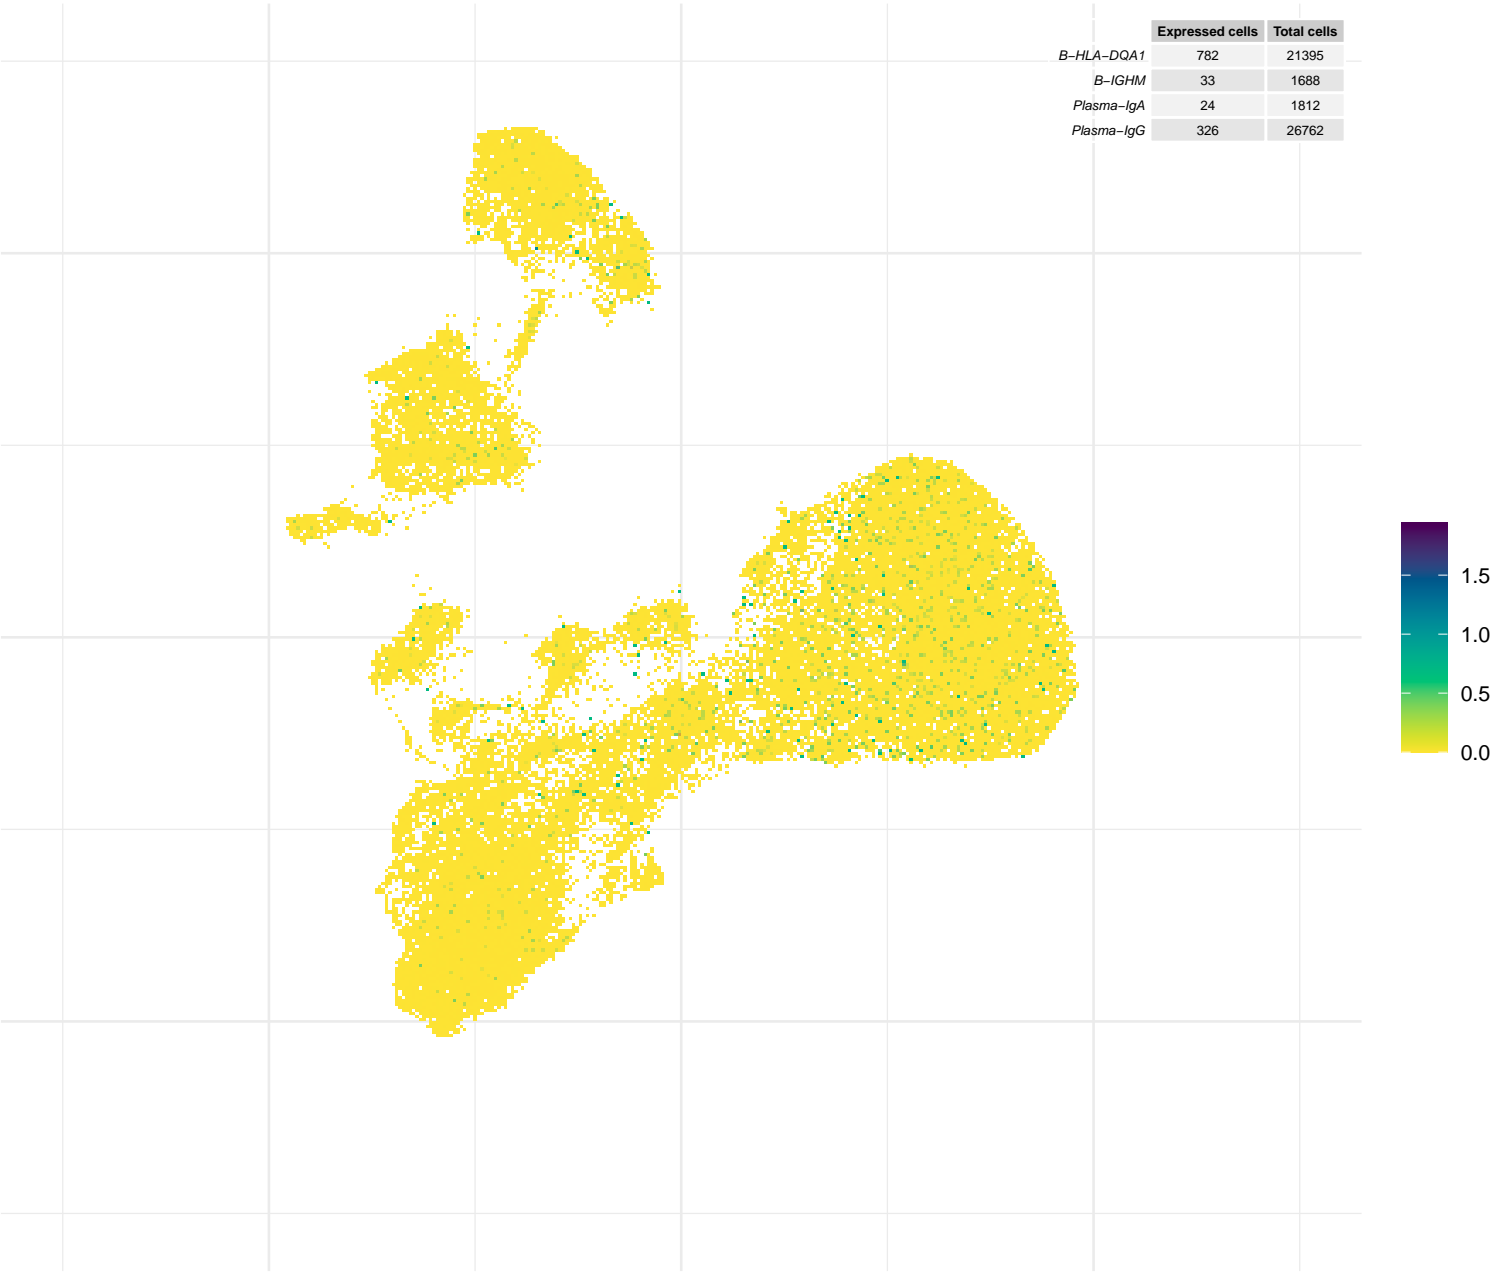 Expressed cells Total cells
B−HLA−DQA1 782 21395
B−IGHM 33 1688
Plasma−IgA 24 1812
Plasma−IgG 326 26762
1.5
1.0
0.5
0.0